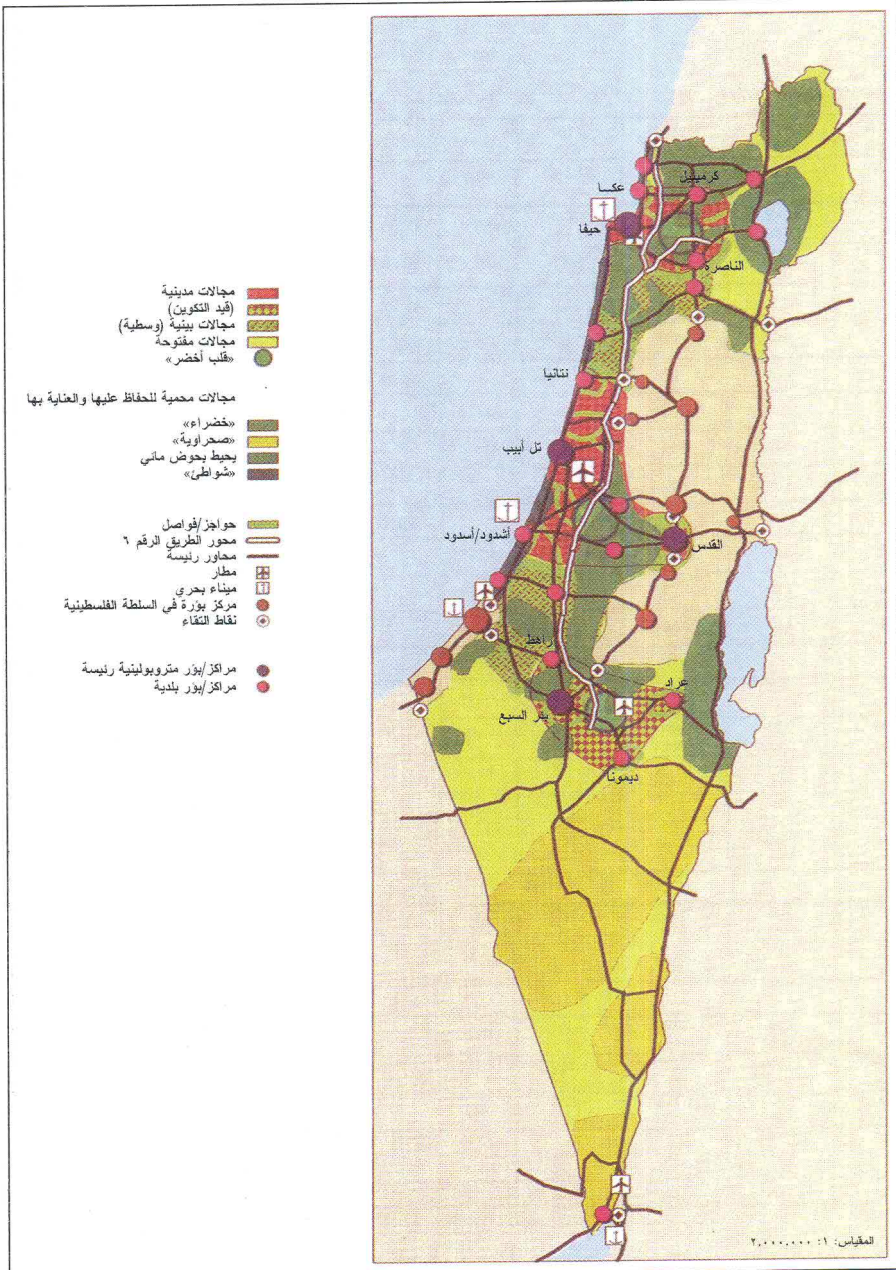 مجالات مدينية
(قيد التكوين)
مجالات بينية (وسطية)
مجالات مفتوحة
«قلب أخضر»
مجالات محمية للحفاظ عليها والعناية بها
«خضراء»
«صحراوية»
يحيط بحوض مائي
«شواطئ»
حواجز/فواصل
محور الطريق الرقم ٦
محاور رئيسة
مطار
ميناء بحري
مركز بؤرة في السلطة الفلسطينية
نقاط التقاء
مراكز/بؤر متروبولينية رئيسة
مراكز/بؤر بلدية
كرميئيل
عكـا
حيفا
الناصرة
نتانيا
تل أبيب
أشدود/أسدود
القدس
راهط
عراد
بئر السبع
ديمونا
المقياس: ١: ٢,٠٠٠,٠٠٠